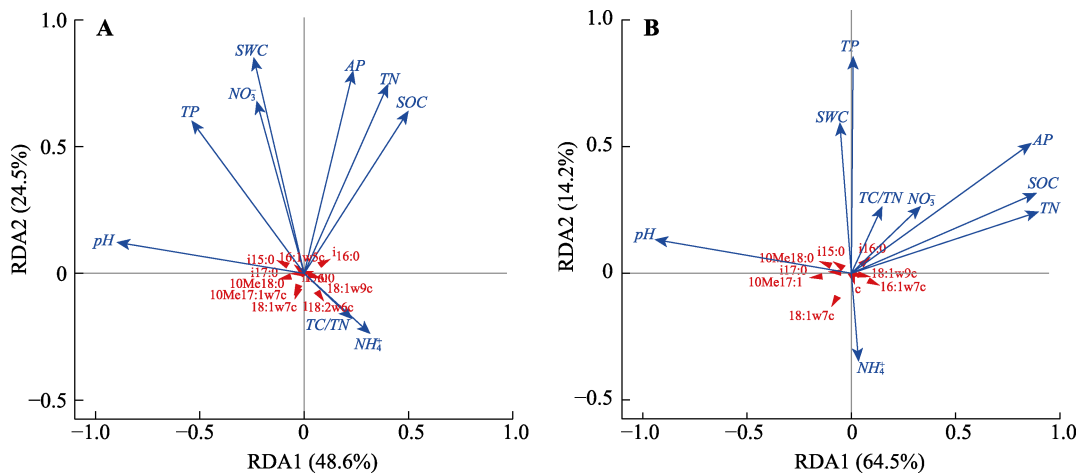 A
1.0
0.5
0
−0.5
−1.0
−0.5
0
0.5
1.0
RDA1 (48.6%)
RDA2 (24.5%)
SWC
AP
TN
NO₃⁻
SOC
TP
pH
i15:0
16:1w5c
i16:0
i17:0
10Me18:0
18:1w9c
10Me17:1w7c
18:1w7c
18:2w6c
TC/TN
NH₄⁺
B
1.0
0.5
0
−0.5
−1.0
−0.5
0
0.5
1.0
RDA1 (64.5%)
RDA2 (14.2%)
TP
SWC
AP
SOC
TC/TN
NO₃⁻
TN
pH
i15:0
i16:0
10Me18:0
i17:0
18:1w9c
10Me17:1
c
16:1w7c
18:1w7c
NH₄⁺